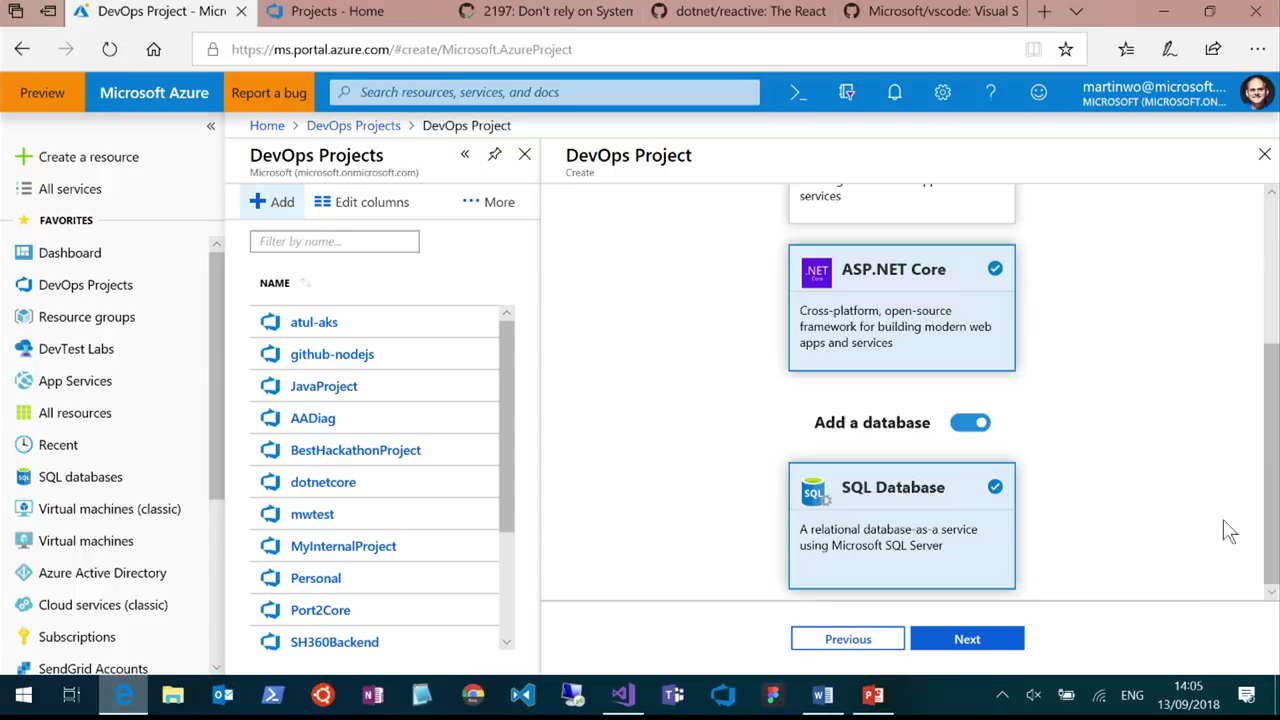 DevOps Project - Micr
Projects - Home
2197: Don't rely on System
dotnet/reactive: The React
Microsoft/vscode: Visual S
https://ms.portal.azure.com/#create/Microsoft.AzureProject
Preview
Microsoft Azure
Report a bug
Search resources, services, and docs
martinwo@microsoft....
MICROSOFT (MICROSOFT.ON...
Create a resource
All services
FAVORITES
Dashboard
DevOps Projects
Resource groups
DevTest Labs
App Services
All resources
Recent
SQL databases
Virtual machines (classic)
Virtual machines
Azure Active Directory
Cloud services (classic)
Subscriptions
SendGrid Accounts
Home > DevOps Projects > DevOps Project
DevOps Projects
Microsoft (microsoft.onmicrosoft.com)
Add
Edit columns
More
Filter by name...
NAME
atul-aks
github-nodejs
JavaProject
AADiag
BestHackathonProject
dotnetcore
mwtest
MyInternalProject
Personal
Port2Core
SH360Backend
DevOps Project
Create
services
.NET
Core
ASP.NET Core
Cross-platform, open-source
framework for building modern web
apps and services
Add a database
SQL
SQL Database
A relational database-as-a service
using Microsoft SQL Server
Previous
Next
ENG
14:05
13/09/2018